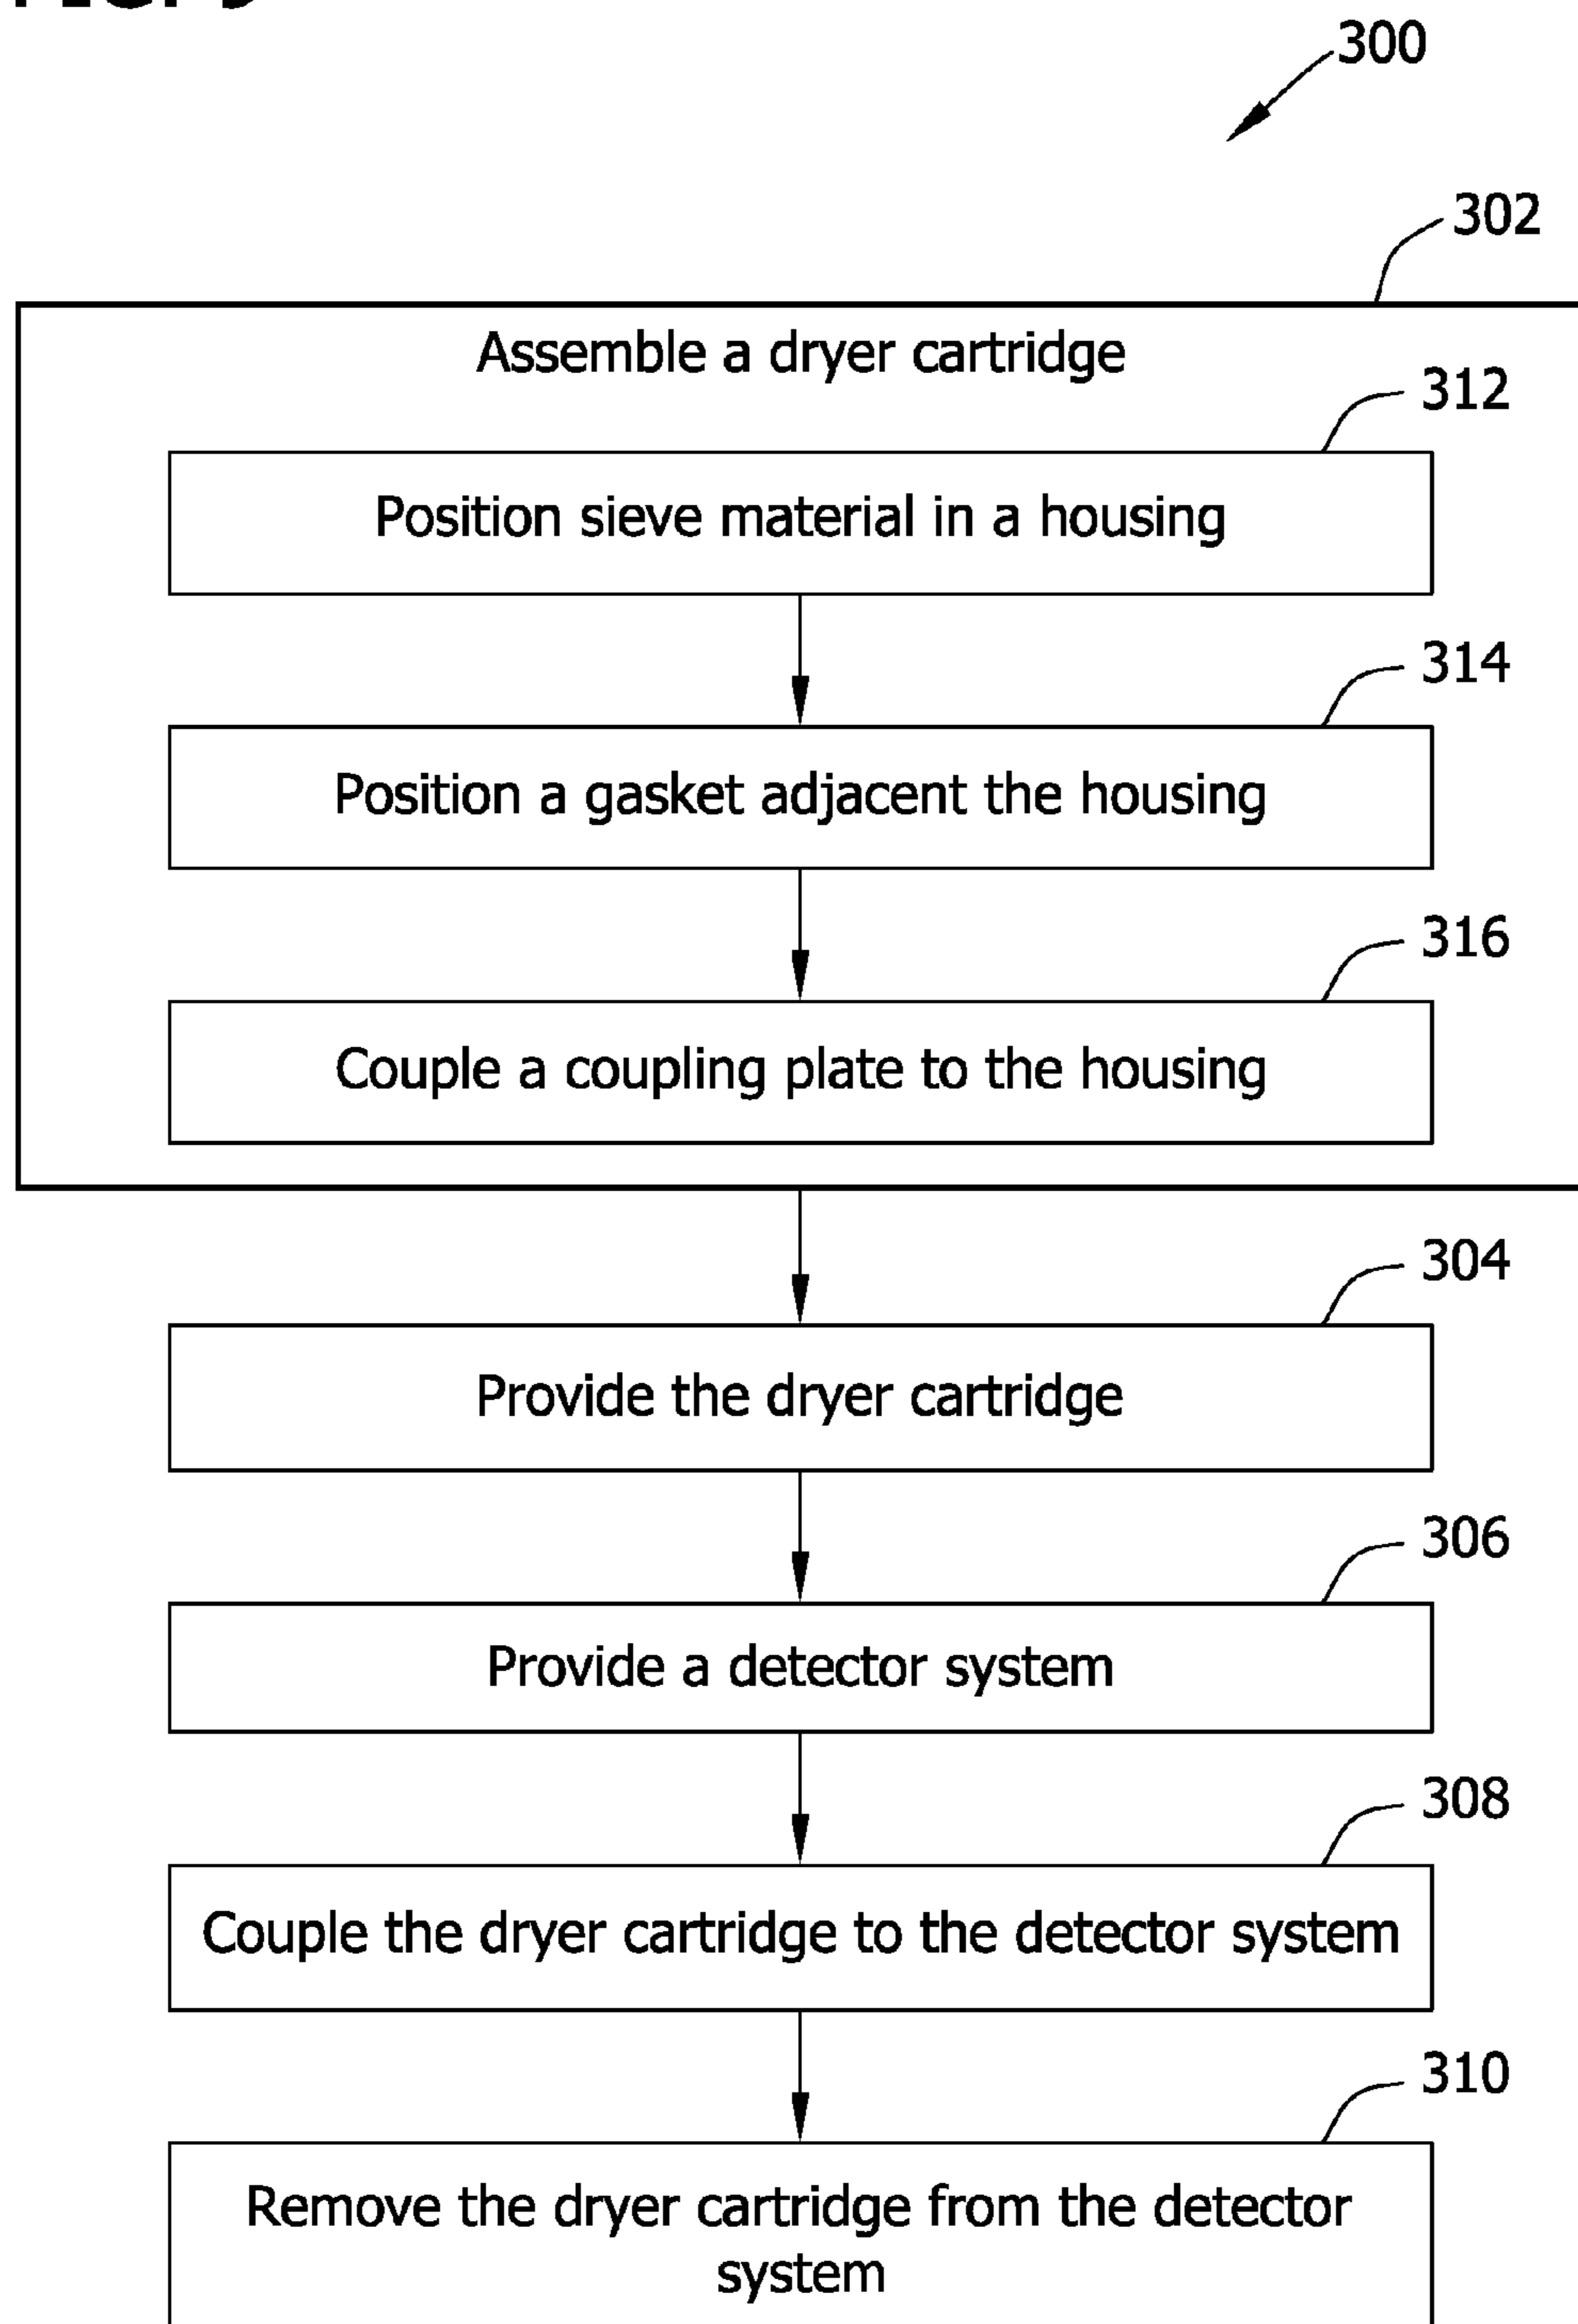 300
302
Assemble a dryer cartridge
312
Position sieve material in a housing
314
Position a gasket adjacent the housing
316
Couple a coupling plate to the housing
304
Provide the dryer cartridge
306
Provide a detector system
308
Couple the dryer cartridge to the detector system
310
Remove the dryer cartridge from the detector
system